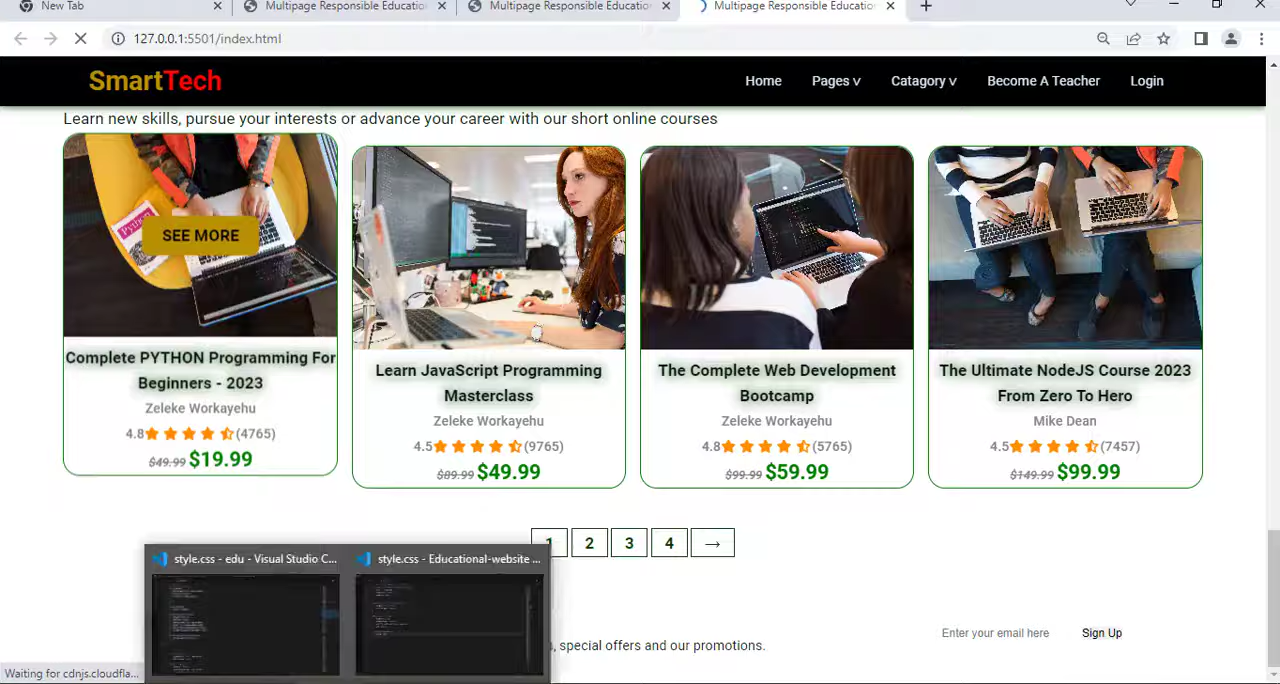 New Tab
Multipage Responsible Educatio
Multipage Responsible Educatio
Multipage Responsible Educatio
127.0.0.1:5501/index.html
SmartTech
Home
Pages v
Catagory v
Become A Teacher
Login
Learn new skills, pursue your interests or advance your career with our short online courses
Python
SEE MORE
Complete PYTHON Programming For
Beginners - 2023
Zeleke Workayehu
4.8 (4765)
$49.99 $19.99
Learn JavaScript Programming
Masterclass
Zeleke Workayehu
4.5 (9765)
$89.99 $49.99
The Complete Web Development
Bootcamp
Zeleke Workayehu
4.8 (5765)
$99.99 $59.99
The Ultimate NodeJS Course 2023
From Zero To Hero
Mike Dean
4.5 (7457)
$149.99 $99.99
1 2 3 4 →
style.css - edu - Visual Studio C...
style.css - Educational-website ...
, special offers and our promotions.
Enter your email here
Sign Up
Waiting for cdnjs.cloudfla...